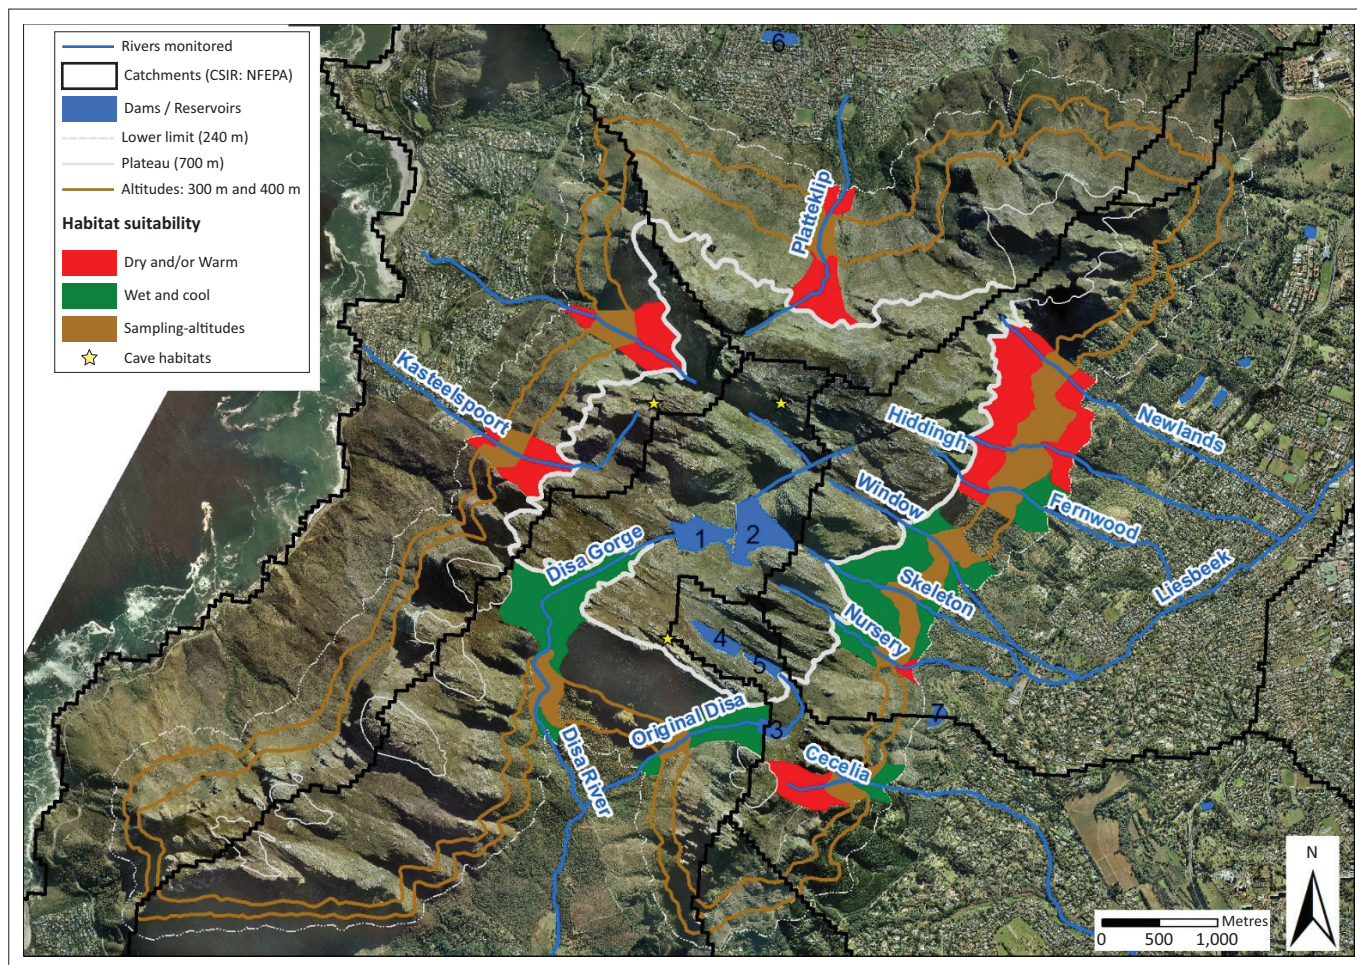 Rivers monitored
Catchments (CSIR: NFEPA)
Dams / Reservoirs
Lower limit (240 m)
Plateau (700 m)
Altitudes: 300 m and 400 m
Habitat suitability
Dry and/or Warm
Wet and cool
Sampling-altitudes
Cave habitats
6
Platteklip
Kasteelspoort
Newlands
Hiddingh
Window
Fernwood
Liesbeek
1
2
Disa Gorge
Skeleton
Nursery
4
5
Original Disa
3
7
Disa River
Cecelia
N
Metres
0 500 1,000